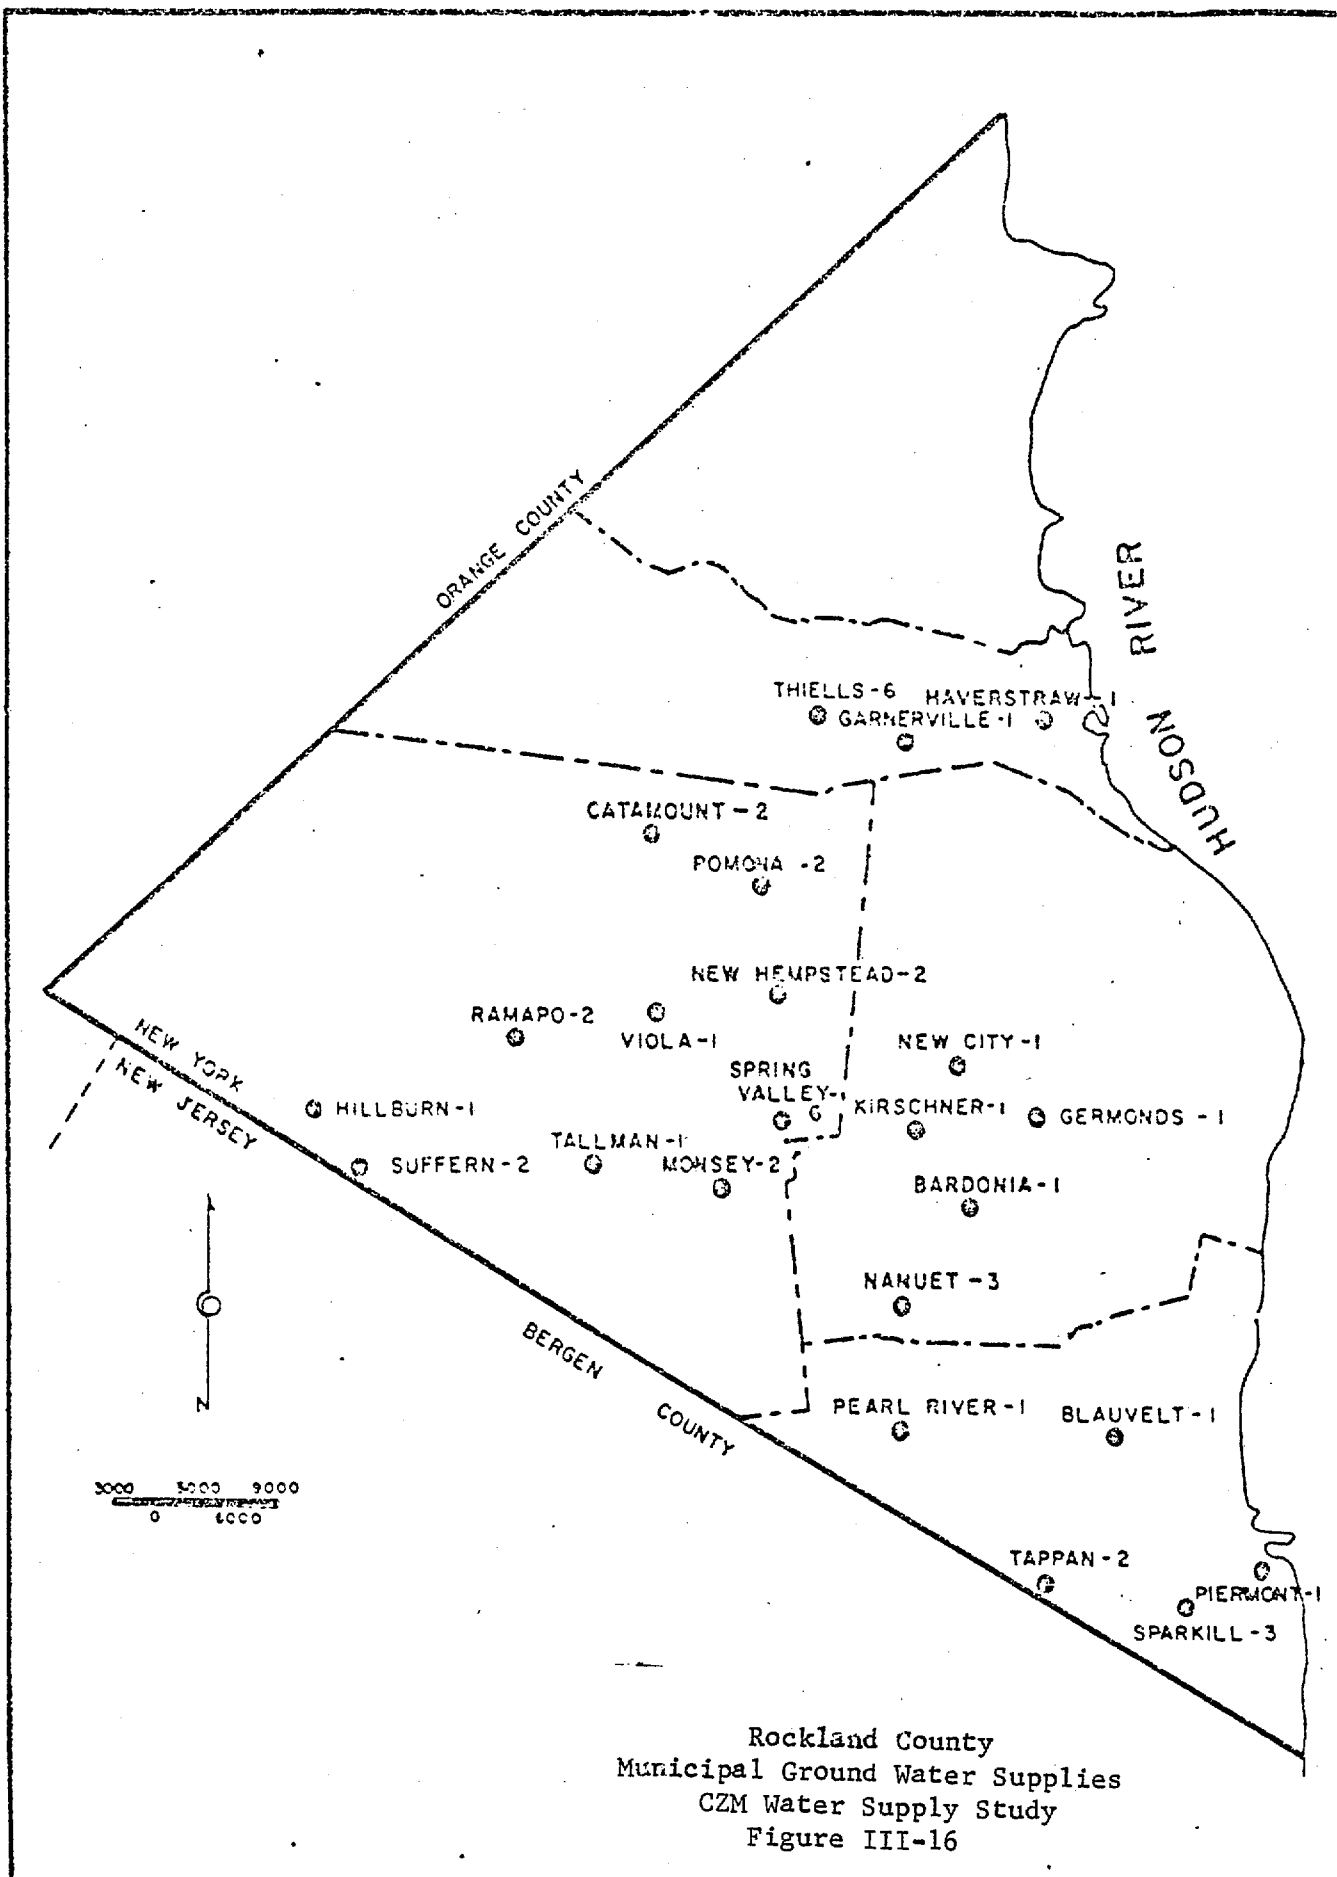 ORANGE COUNTY
HUDSON RIVER
THIELLS-6
HAVERSTRAW-1
GARNERVILLE-1
CATAMOUNT-2
POMONA-2
NEW HEMPSTEAD-2
RAMAPO-2
VIOLA-1
NEW CITY-1
SPRING
VALLEY-
6
KIRSCHNER-1
GERMONDS-1
NEW YORK
NEW JERSEY
HILLBURN-1
TALLMAN-1
SUFFERN-2
MONSEY-2
BARDONIA-1
NANUET-3
BERGEN COUNTY
PEARL RIVER-1
BLAUVELT-1
N
3000 9000
0
TAPPAN-2
PIERMONT-1
SPARKILL-3
Rockland County
Municipal Ground Water Supplies
CZM Water Supply Study
Figure III-16